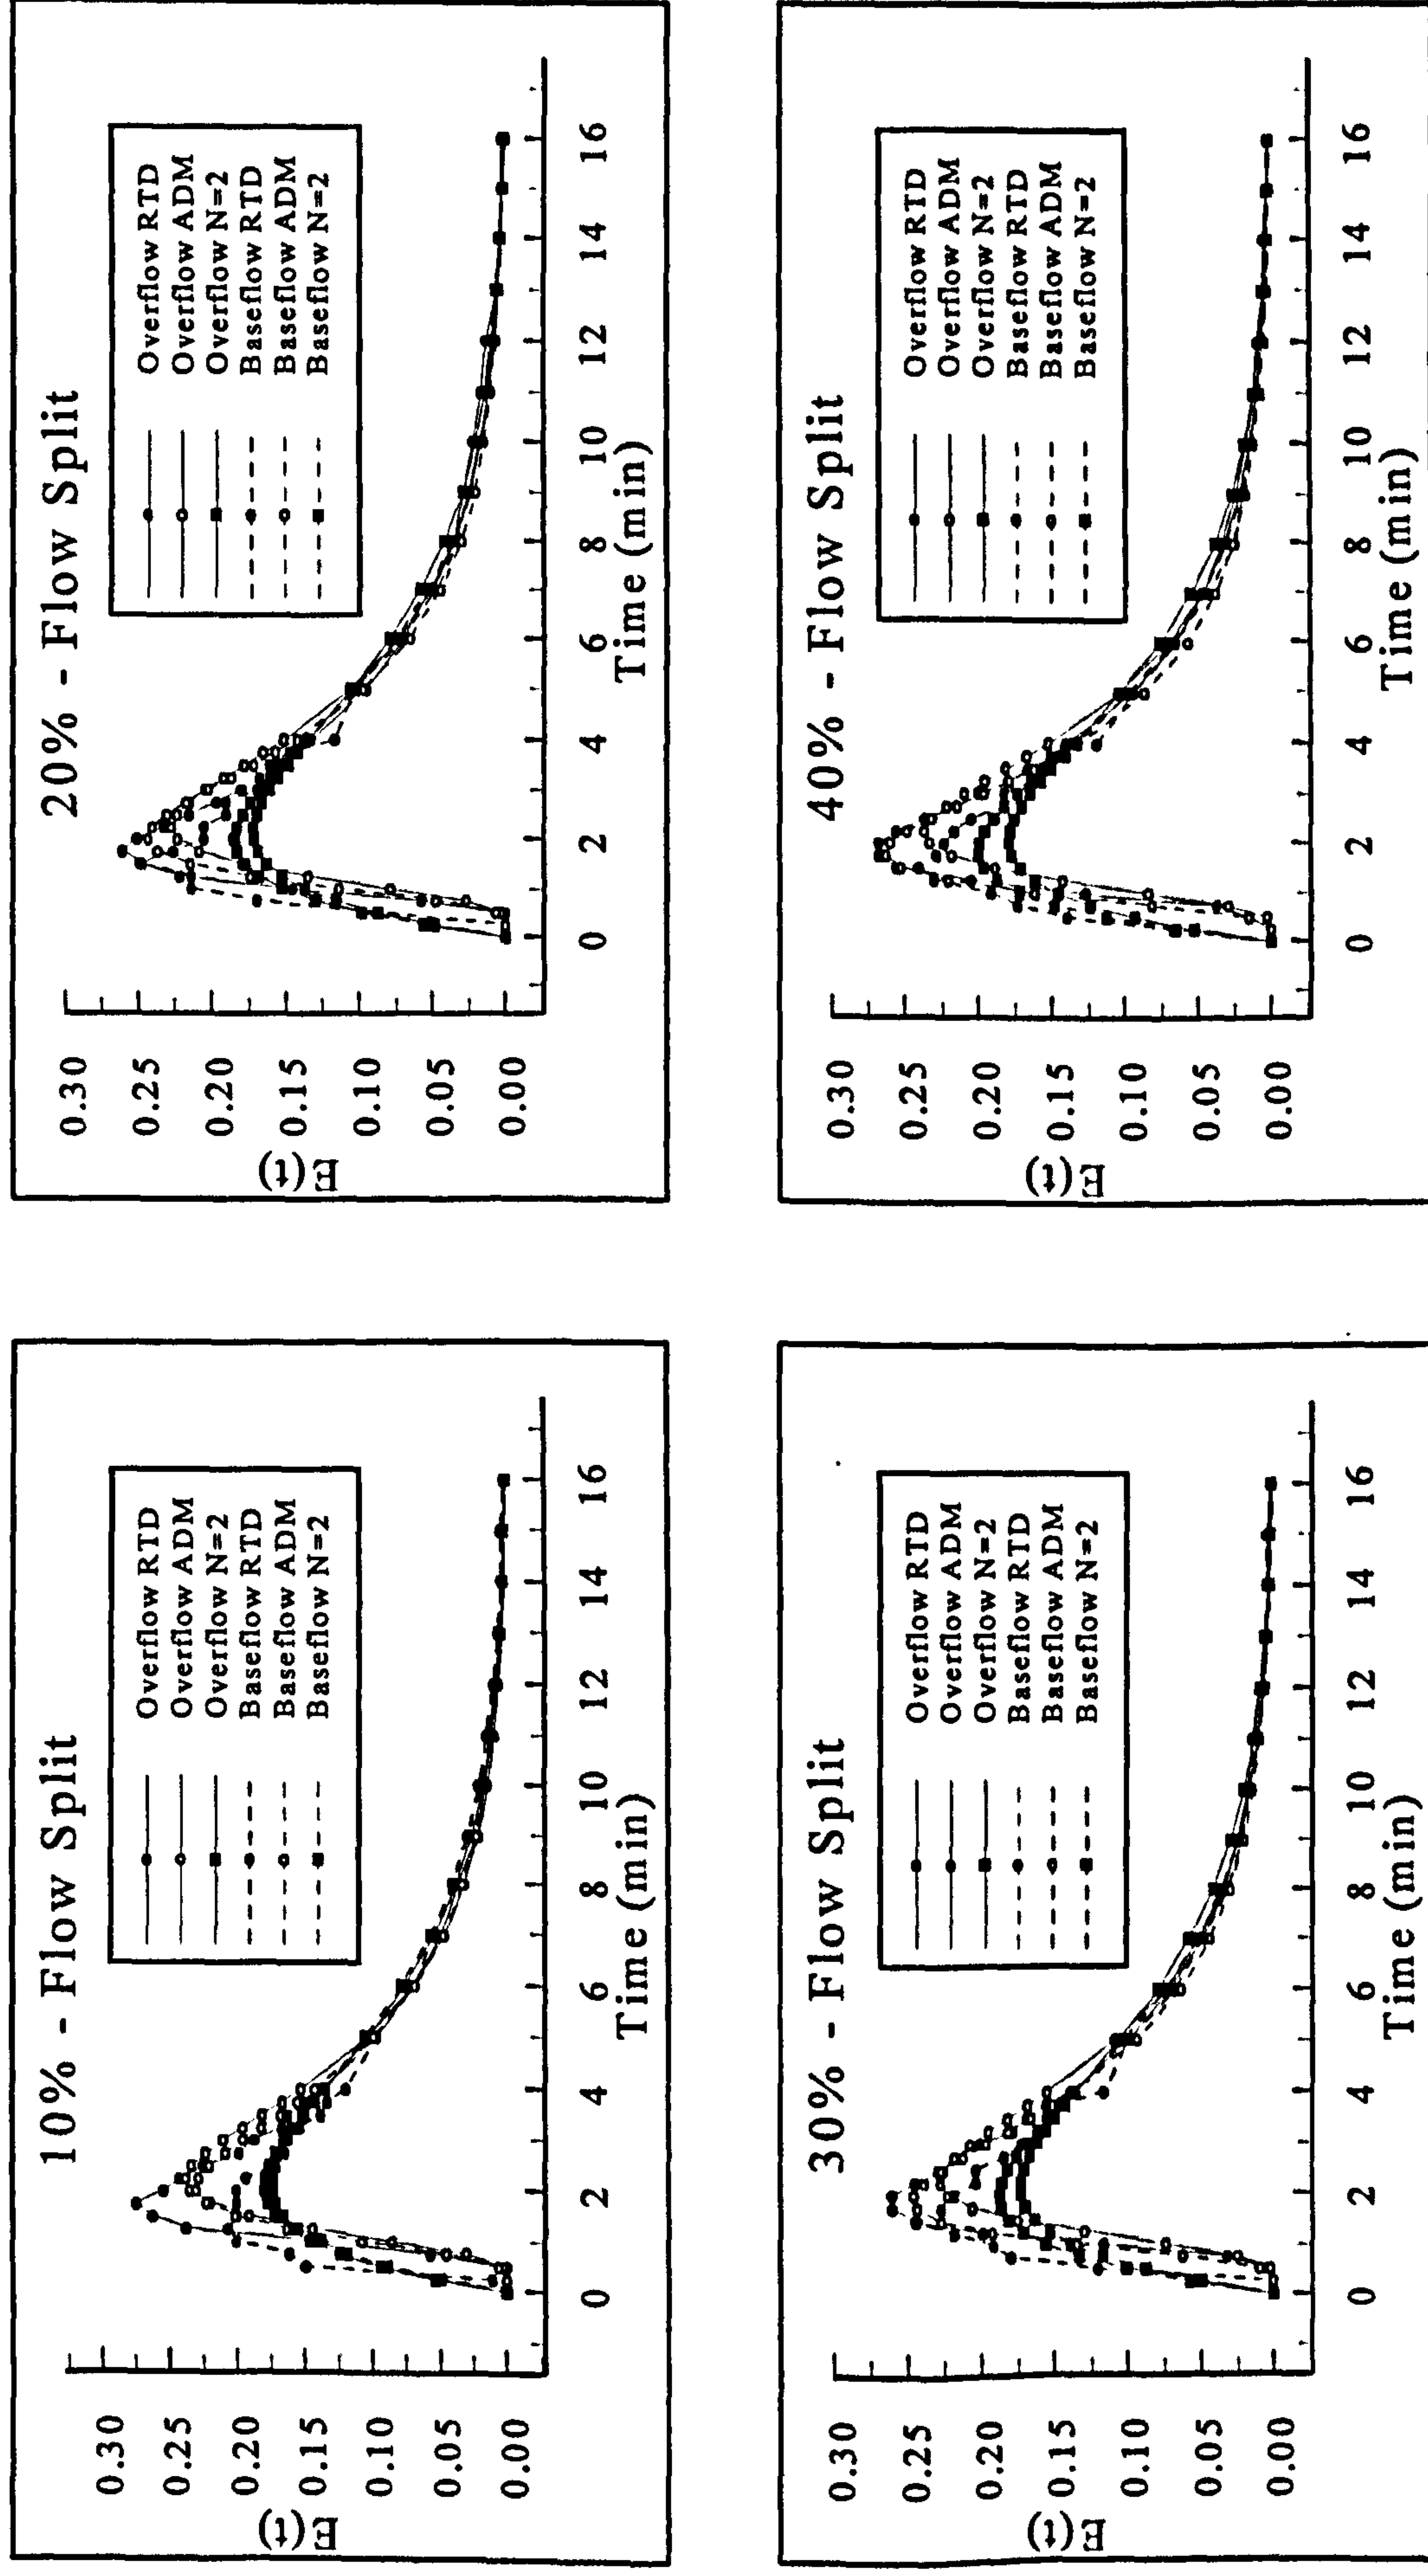 10% - Flow Split
Overflow RTD
Overflow ADM
Overflow N=2
Baseflow RTD
Baseflow ADM
Baseflow N=2
E(t)
0.30
0.25
0.20
0.15
0.10
0.05
0.00
0 2 4 6 8 10 12 14 16
Time (min)
20% - Flow Split
Overflow RTD
Overflow ADM
Overflow N=2
Baseflow RTD
Baseflow ADM
Baseflow N=2
E(t)
0.30
0.25
0.20
0.15
0.10
0.05
0.00
0 2 4 6 8 10 12 14 16
Time (min)
30% - Flow Split
Overflow RTD
Overflow ADM
Overflow N=2
Baseflow RTD
Baseflow ADM
Baseflow N=2
E(t)
0.30
0.25
0.20
0.15
0.10
0.05
0.00
0 2 4 6 8 10 12 14 16
Time (min)
40% - Flow Split
Overflow RTD
Overflow ADM
Overflow N=2
Baseflow RTD
Baseflow ADM
Baseflow N=2
E(t)
0.30
0.25
0.20
0.15
0.10
0.05
0.00
0 2 4 6 8 10 12 14 16
Time (min)